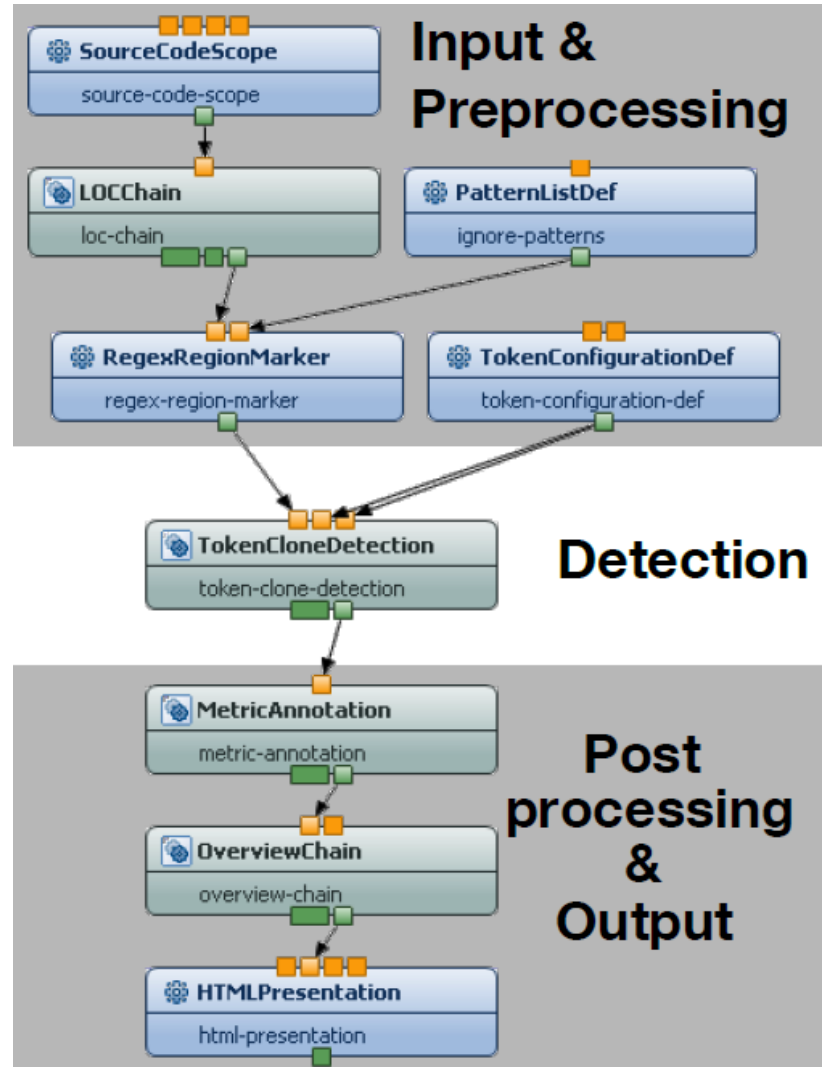 SourceCodeScope
source-code-scope
Input &
Preprocessing
LOCChain
loc-chain
PatternListDef
ignore-patterns
RegexRegionMarker
regex-region-marker
TokenConfigurationDef
token-configuration-def
TokenCloneDetection
token-clone-detection
Detection
MetricAnnotation
metric-annotation
OverviewChain
overview-chain
Post
processing
&
Output
HTMLPresentation
html-presentation